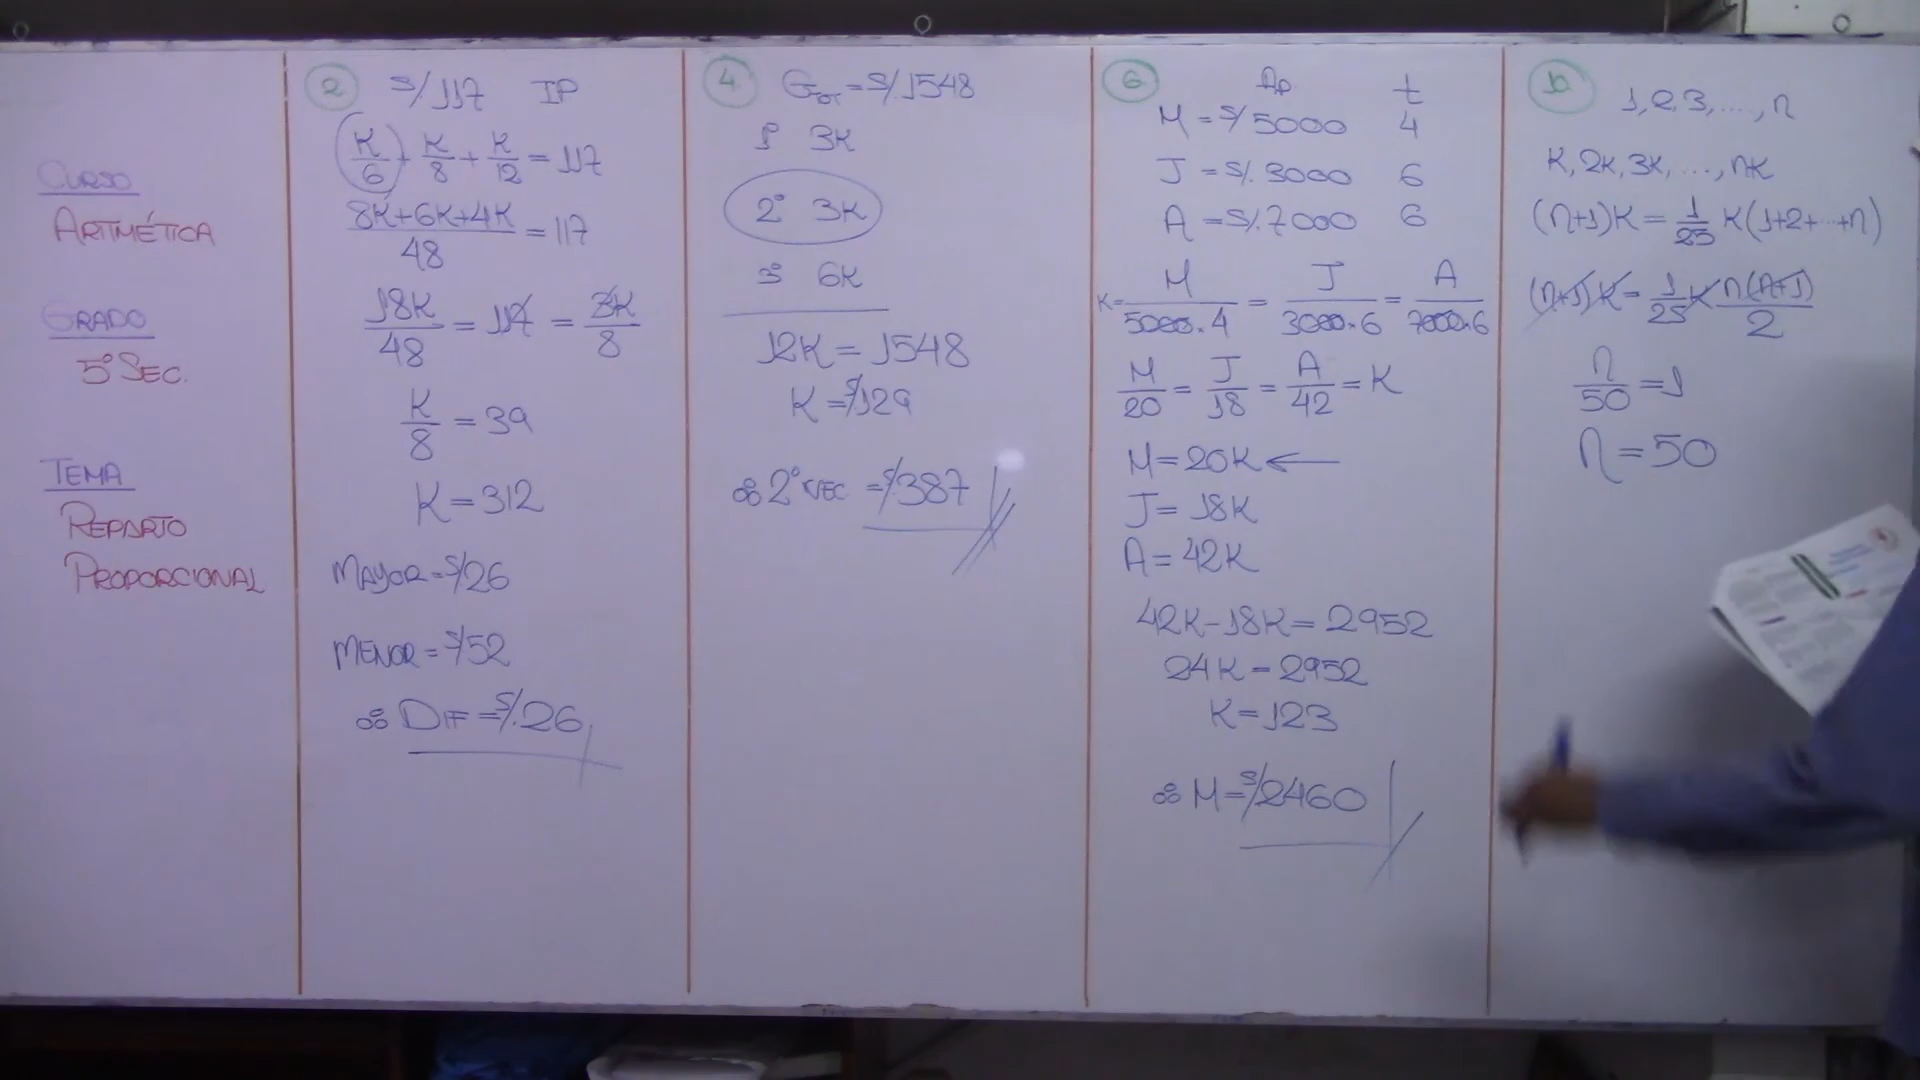 CURSO
ARITMÉTICA
GRADO
5° SEC.
TEMA
REPARTO
PROPORCIONAL
2 S/117 IP
K/6 + K/8 + K/12 = 117
8K+6K+4K/48 = 117
18K/48 = 117 = 3K/8
K/8 = 39
K = 312
MAYOR = S/26
MENOR = S/52
∴ DIF = S/.26
4 GTOT = S/.1548
1° 3K
2° 3K
3° 6K
12K = 1548
K = S/129
∴ 2° VEC = S/.387
6 Ap t
M = S/5000 4
J = S/.3000 6
A = S/.7000 6
K = M/5000.4 = J/3000.6 = A/7000.6
M/20 = J/18 = A/42 = K
M = 20K ←
J = 18K
A = 42K
42K - 18K = 2952
24K = 2952
K = 123
∴ M = S/2460
10 1,2,3,....,n
K,2K,3K,...,nK
(n+1)K = 1/25 K(1+2+...+n)
(n+1)K = 1/25 K n(n+1)/2
n/50 = 1
n = 50